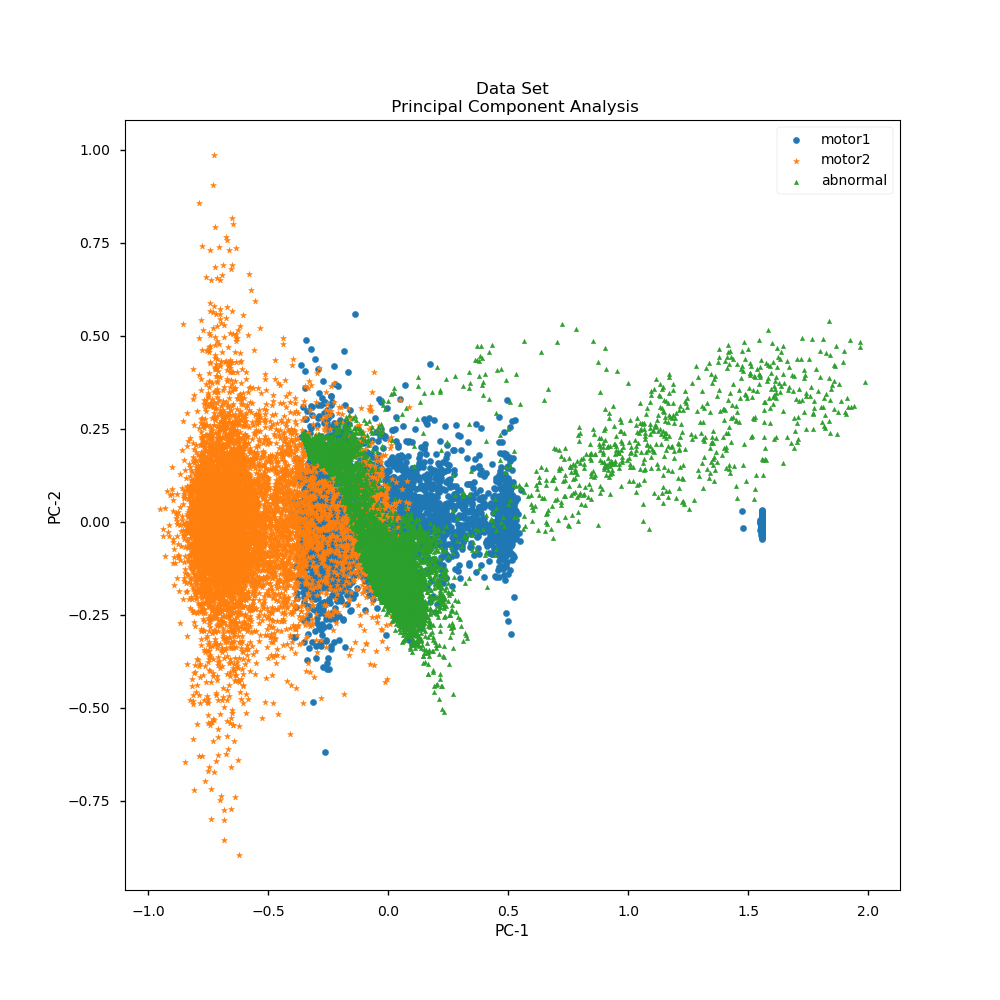 Data Set
Principal Component Analysis
motor1
motor2
abnormal
1.00
0.75
0.50
0.25
0.00
−0.25
−0.50
−0.75
PC-2
−1.0
−0.5
0.0
0.5
1.0
1.5
2.0
PC-1